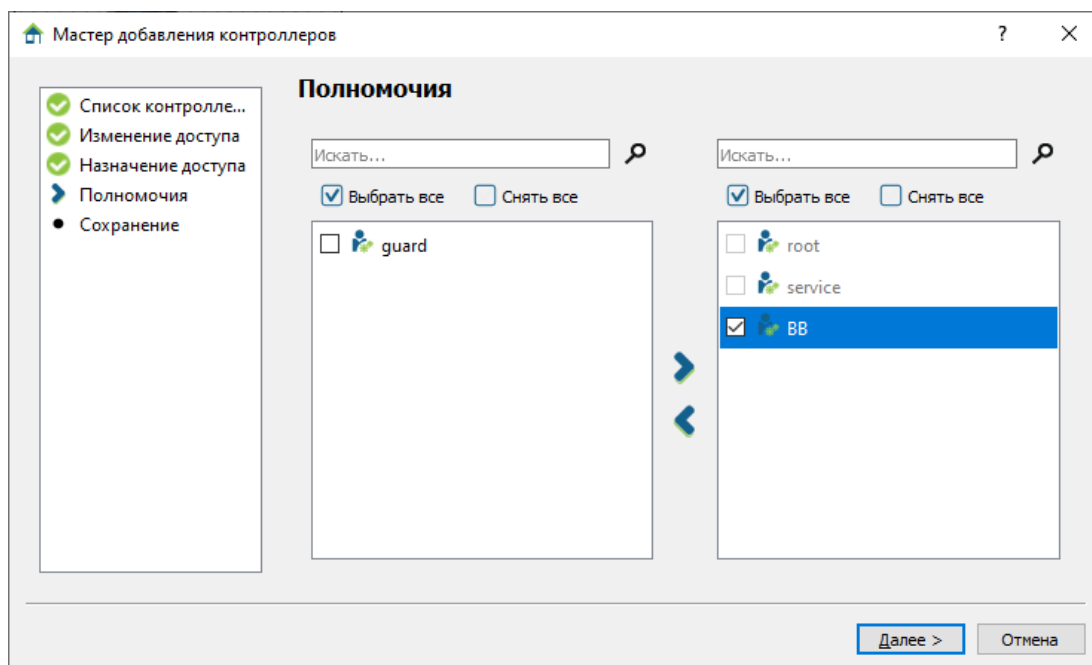 Мастер добавления контроллеров
?
Список контролле...
Изменение доступа
Назначение доступа
Полномочия
Сохранение
Полномочия
Искать...
Выбрать все
Снять все
guard
Искать...
Выбрать все
Снять все
root
service
BB
Далее >
Отмена